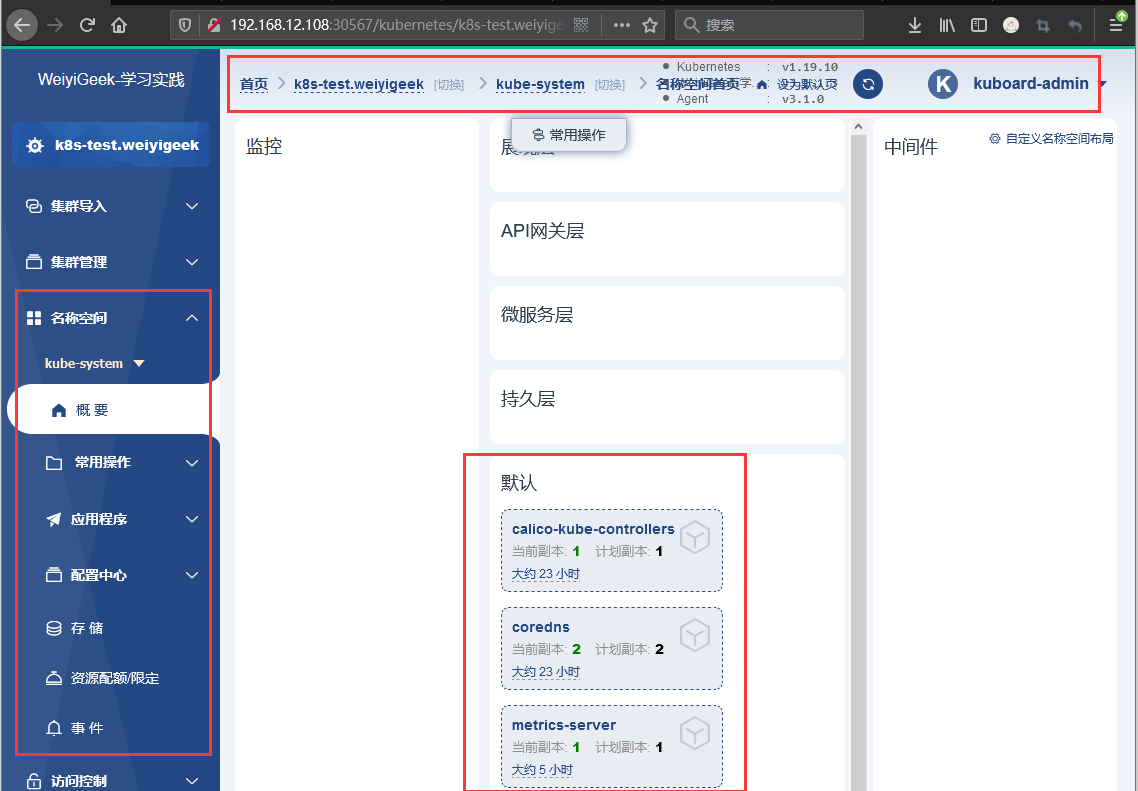 192.168.12.108:30567/kubernetes/k8s-test.weiyige
搜索
WeiyiGeek-学习实践
k8s-test.weiyigeek
集群导入
集群管理
名称空间
kube-system
概 要
常用操作
应用程序
配置中心
存 储
资源配额/限定
事 件
访问控制
首页
k8s-test.weiyigeek [切换]
kube-system [切换]
名称空间首页
设为默认页
Kubernetes : v1.19.10
Agent : v3.1.0
K kuboard-admin
常用操作
自定义名称空间布局
监控
展现层
API网关层
微服务层
持久层
默认
calico-kube-controllers
当前副本: 1 计划副本: 1
大约 23 小时
coredns
当前副本: 2 计划副本: 2
大约 23 小时
metrics-server
当前副本: 1 计划副本: 1
大约 5 小时
中间件